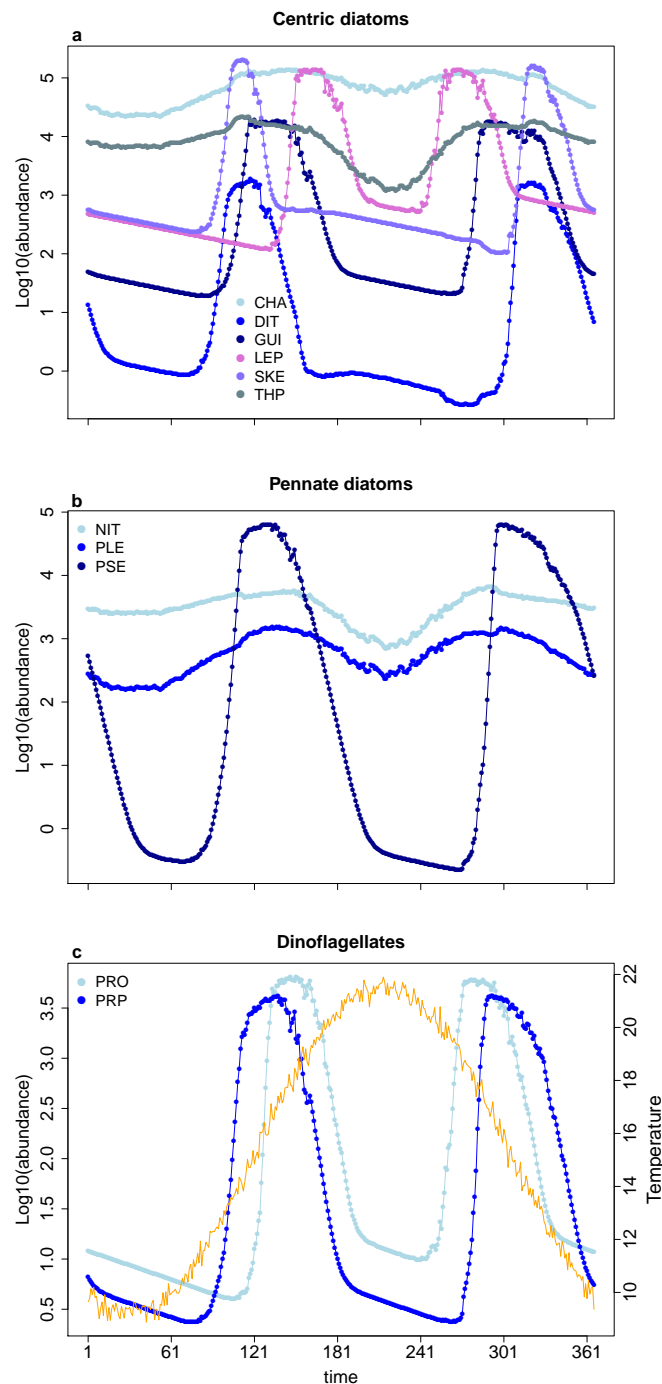 Centric diatoms
a
Log10(abundance)
5
4
3
2
1
0
CHA
DIT
GUI
LEP
SKE
THP
Pennate diatoms
b
Log10(abundance)
5
4
3
2
1
0
NIT
PLE
PSE
Dinoflagellates
c
Log10(abundance)
3.5
3.0
2.5
2.0
1.5
1.0
0.5
PRO
PRP
22
20
18
16
14
12
10
Temperature
1 61 121 181 241 301 361
time